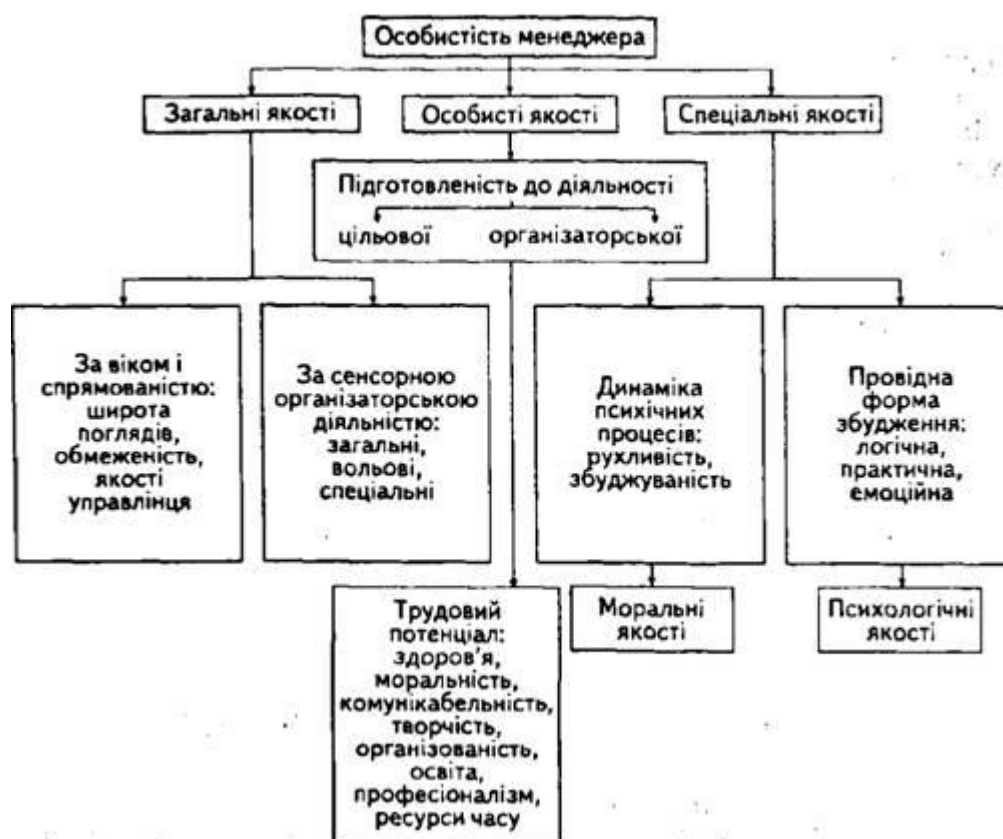 Особистість менеджера
Загальні якості
Особисті якості
Спеціальні якості
Підготовленість до діяльності
цільової організаторської
За віком і
спрямованістю:
широта
поглядів,
обмеженість,
якості
управлінця
За сенсорною
організаторською
діяльністю:
загальні,
вольові,
спеціальні
Динаміка
психічних
процесів:
рухливість,
збуджуваність
Провідна
форма
збудження:
логічна,
практична,
емоційна
Трудовий
потенціал:
здоров'я,
моральність,
комунікабельність,
творчість,
організованість,
освіта,
професіоналізм,
ресурси часу
Моральні
якості
Психологічні
якості